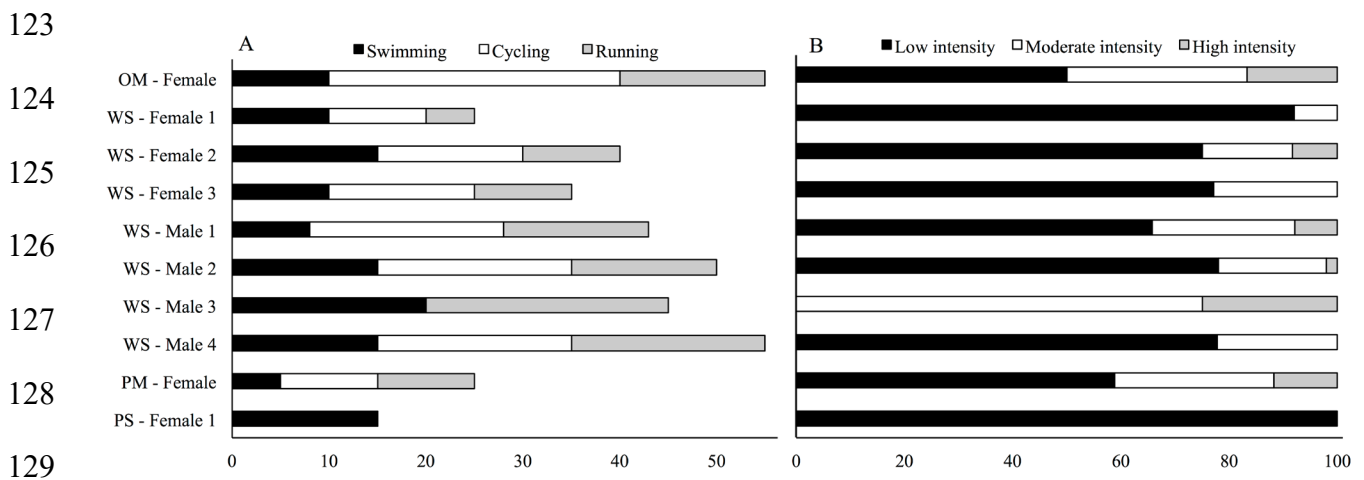 123
A
Swimming Cycling Running
B
Low intensity Moderate intensity High intensity
OM - Female
124
WS - Female 1
WS - Female 2
125
WS - Female 3
WS - Male 1
126
WS - Male 2
WS - Male 3
127
WS - Male 4
PM - Female
128
PS - Female 1
129
0 10 20 30 40 50
0 20 40 60 80 100